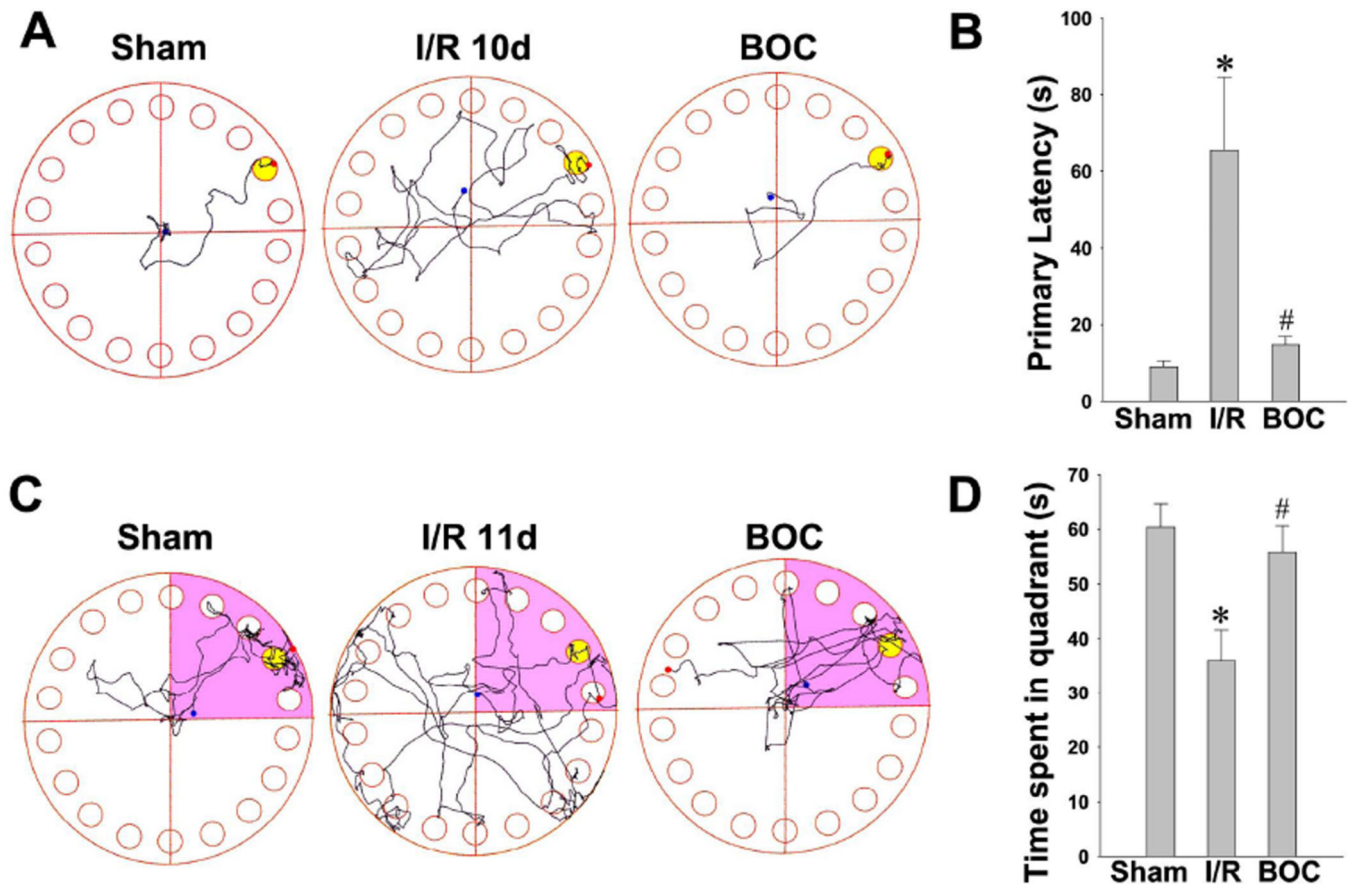 A
Sham
I/R 10d
BOC
B
Primary Latency (s)
100
80
60
40
20
0
*
#
Sham I/R BOC
C
Sham
I/R 11d
BOC
D
Time spent in quadrant (s)
70
60
50
40
30
20
10
0
*
#
Sham I/R BOC